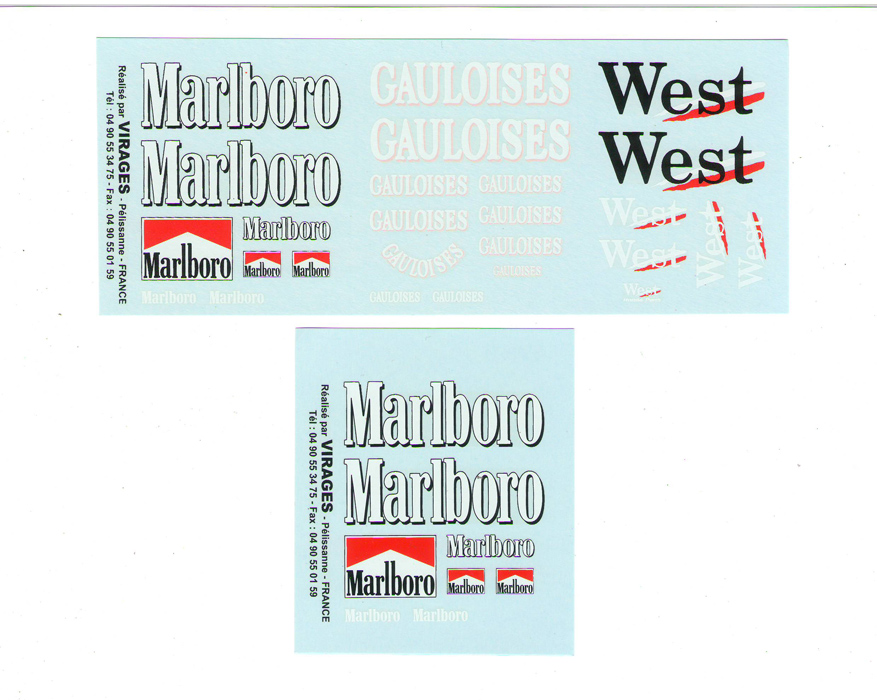 Réalisé par VIRAGES - Pélissanne - FRANCE
Tél : 04 90 55 34 75 - Fax : 04 90 55 01 59
Marlboro
Marlboro
Marlboro
Marlboro
Marlboro
Marlboro
Marlboro Marlboro
GAULOISES
GAULOISES
GAULOISES GAULOISES
GAULOISES GAULOISES
GAULOISES GAULOISES
GAULOISES
GAULOISES GAULOISES
West
West
West
West
West
West
West
Réalisé par VIRAGES - Pélissanne - FRANCE
Tél : 04 90 55 34 75 - Fax : 04 90 55 01 59
Marlboro
Marlboro
Marlboro
Marlboro
Marlboro
Marlboro
Marlboro Marlboro